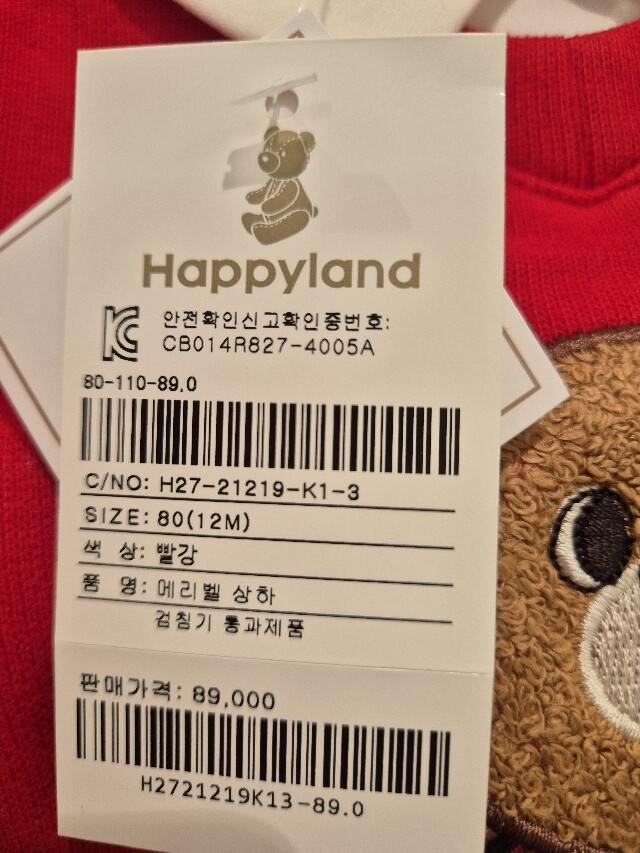 Happyland
안전확인신고확인증번호:
CB014R827-4005A
80-110-89.0
C/NO: H27-21219-K1-3
SIZE: 80(12M)
색 상: 빨강
품 명: 메리벨 상하
검침기 통과제품
판매가격: 89,000
H2721219K13-89.0